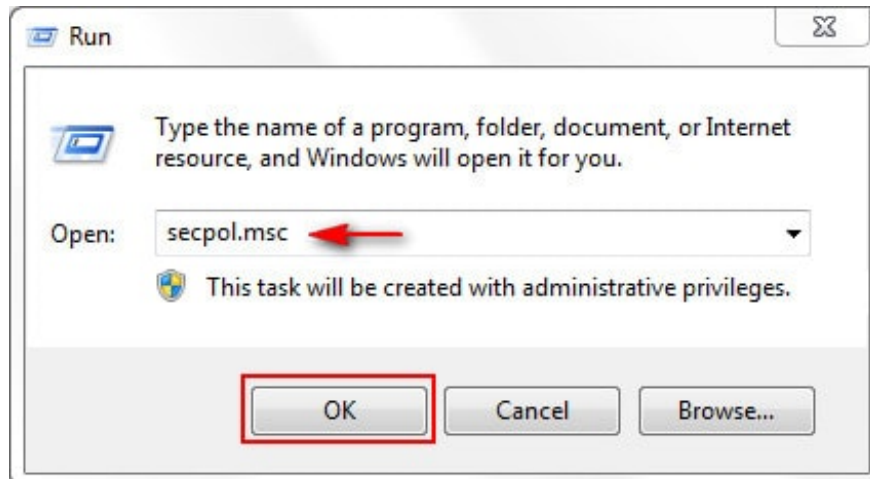 Run
Type the name of a program, folder, document, or Internet
resource, and Windows will open it for you.
Open: secpol.msc
This task will be created with administrative privileges.
OK Cancel Browse...